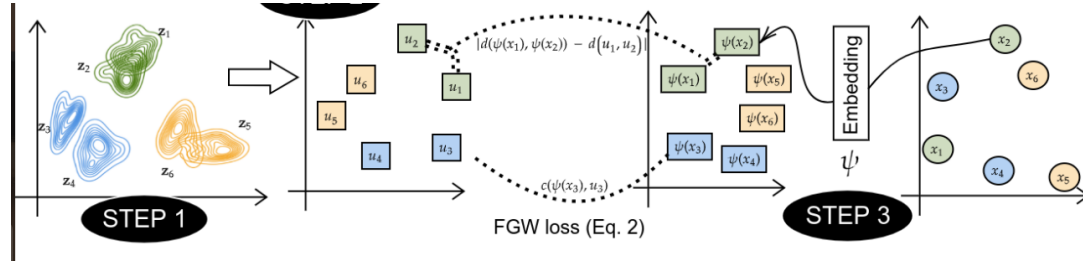 z₁
z₂
z₃
z₄
z₅
z₆
STEP 1
u₂
u₁
u₆
u₅
u₄
u₃
|d(ψ(x₁), ψ(x₂)) − d(u₁, u₂)|
c(ψ(x₃), u₃)
FGW loss (Eq. 2)
ψ(x₂)
ψ(x₁)
ψ(x₅)
ψ(x₆)
ψ(x₃)
ψ(x₄)
Embedding
ψ
STEP 3
x₂
x₆
x₃
x₁
x₄
x₅